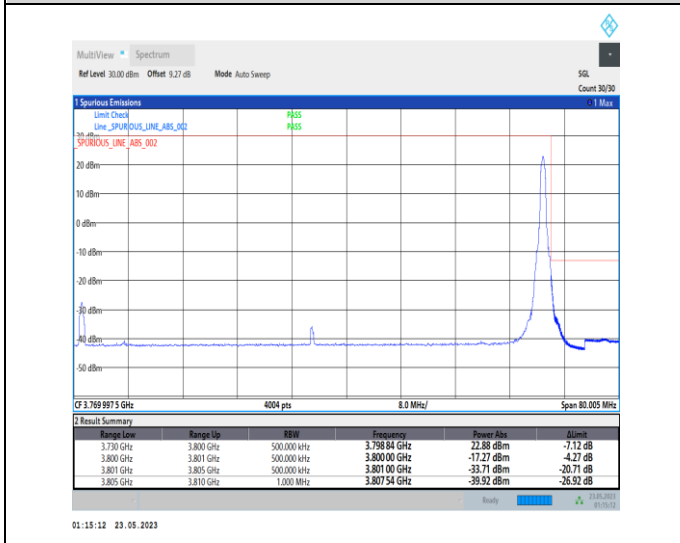 MultiView Spectrum
Ref Level 30.00 dBm Offset 9.27 dB Mode Auto Sweep SGL
Count 30/30
1 Spurious Emissions 1 Max
Limit Check PASS
Line _SPURIOUS_LINE_ABS_002 PASS
30 dBm
_SPURIOUS_LINE_ABS_002
20 dBm
10 dBm
0 dBm
-10 dBm
-20 dBm
-30 dBm
-40 dBm
-50 dBm
CF 3.769 997 5 GHz 4004 pts 8.0 MHz/ Span 80.005 MHz
2 Result Summary
Range Low Range Up RBW Frequency Power Abs ΔLimit
3.730 GHz 3.800 GHz 500.000 kHz 3.798 84 GHz 22.88 dBm -7.12 dB
3.800 GHz 3.801 GHz 500.000 kHz 3.800 00 GHz -17.27 dBm -4.27 dB
3.801 GHz 3.805 GHz 500.000 kHz 3.801 00 GHz -33.71 dBm -20.71 dB
3.805 GHz 3.810 GHz 1.000 MHz 3.807 54 GHz -39.92 dBm -26.92 dB
Ready 23.05.2023
01:15:12
01:15:12 23.05.2023